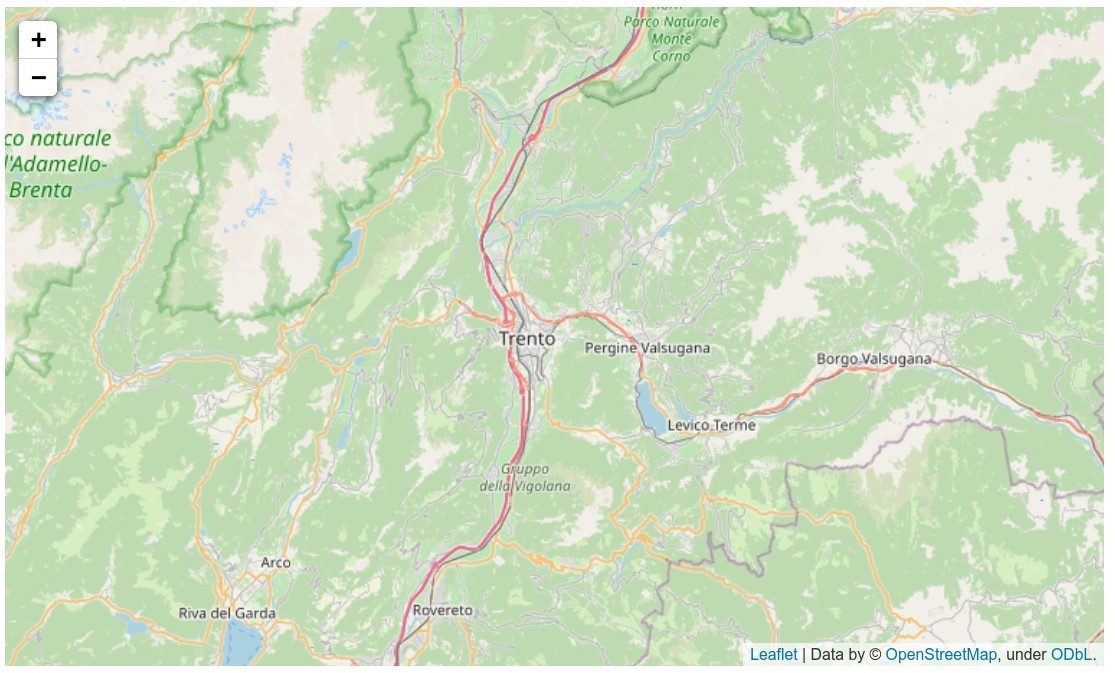 +
−
Parco Naturale
Monte
Corno
co naturale
l'Adamello-
Brenta
Trento
Pergine Valsugana
Borgo Valsugana
Levico Terme
Gruppo
della Vigolana
Arco
Riva del Garda
Rovereto
Leaflet | Data by © OpenStreetMap, under ODbL.